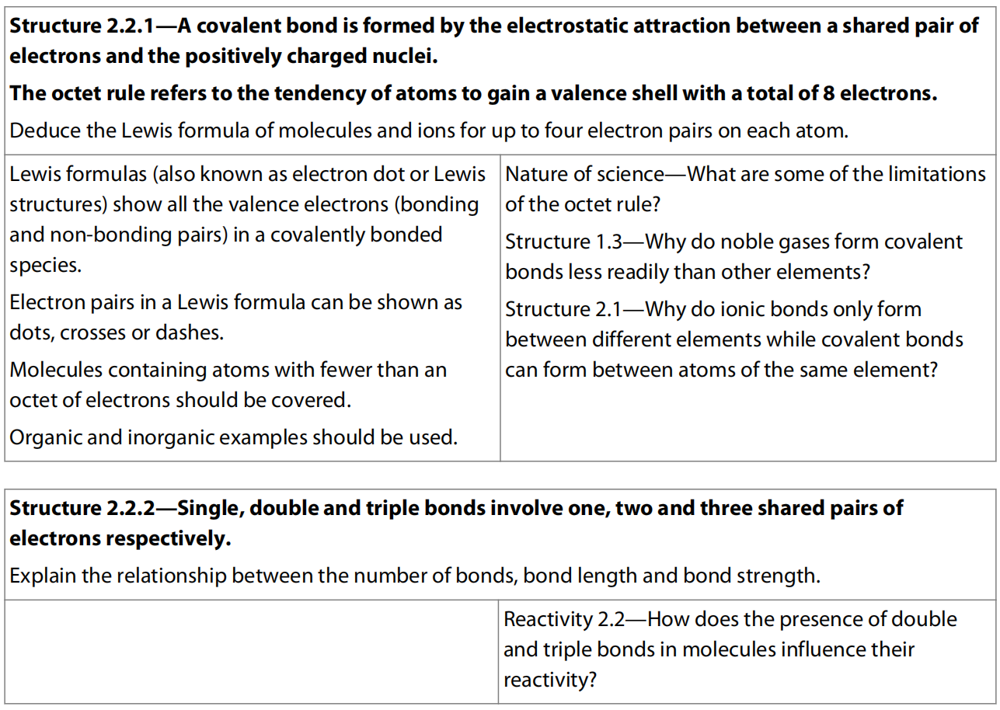 Structure 2.2.1—A covalent bond is formed by the electrostatic attraction between a shared pair of
electrons and the positively charged nuclei.
The octet rule refers to the tendency of atoms to gain a valence shell with a total of 8 electrons.
Deduce the Lewis formula of molecules and ions for up to four electron pairs on each atom.
Lewis formulas (also known as electron dot or Lewis
structures) show all the valence electrons (bonding
and non-bonding pairs) in a covalently bonded
species.
Electron pairs in a Lewis formula can be shown as
dots, crosses or dashes.
Molecules containing atoms with fewer than an
octet of electrons should be covered.
Organic and inorganic examples should be used.
Nature of science—What are some of the limitations
of the octet rule?
Structure 1.3—Why do noble gases form covalent
bonds less readily than other elements?
Structure 2.1—Why do ionic bonds only form
between different elements while covalent bonds
can form between atoms of the same element?
Structure 2.2.2—Single, double and triple bonds involve one, two and three shared pairs of
electrons respectively.
Explain the relationship between the number of bonds, bond length and bond strength.
Reactivity 2.2—How does the presence of double
and triple bonds in molecules influence their
reactivity?